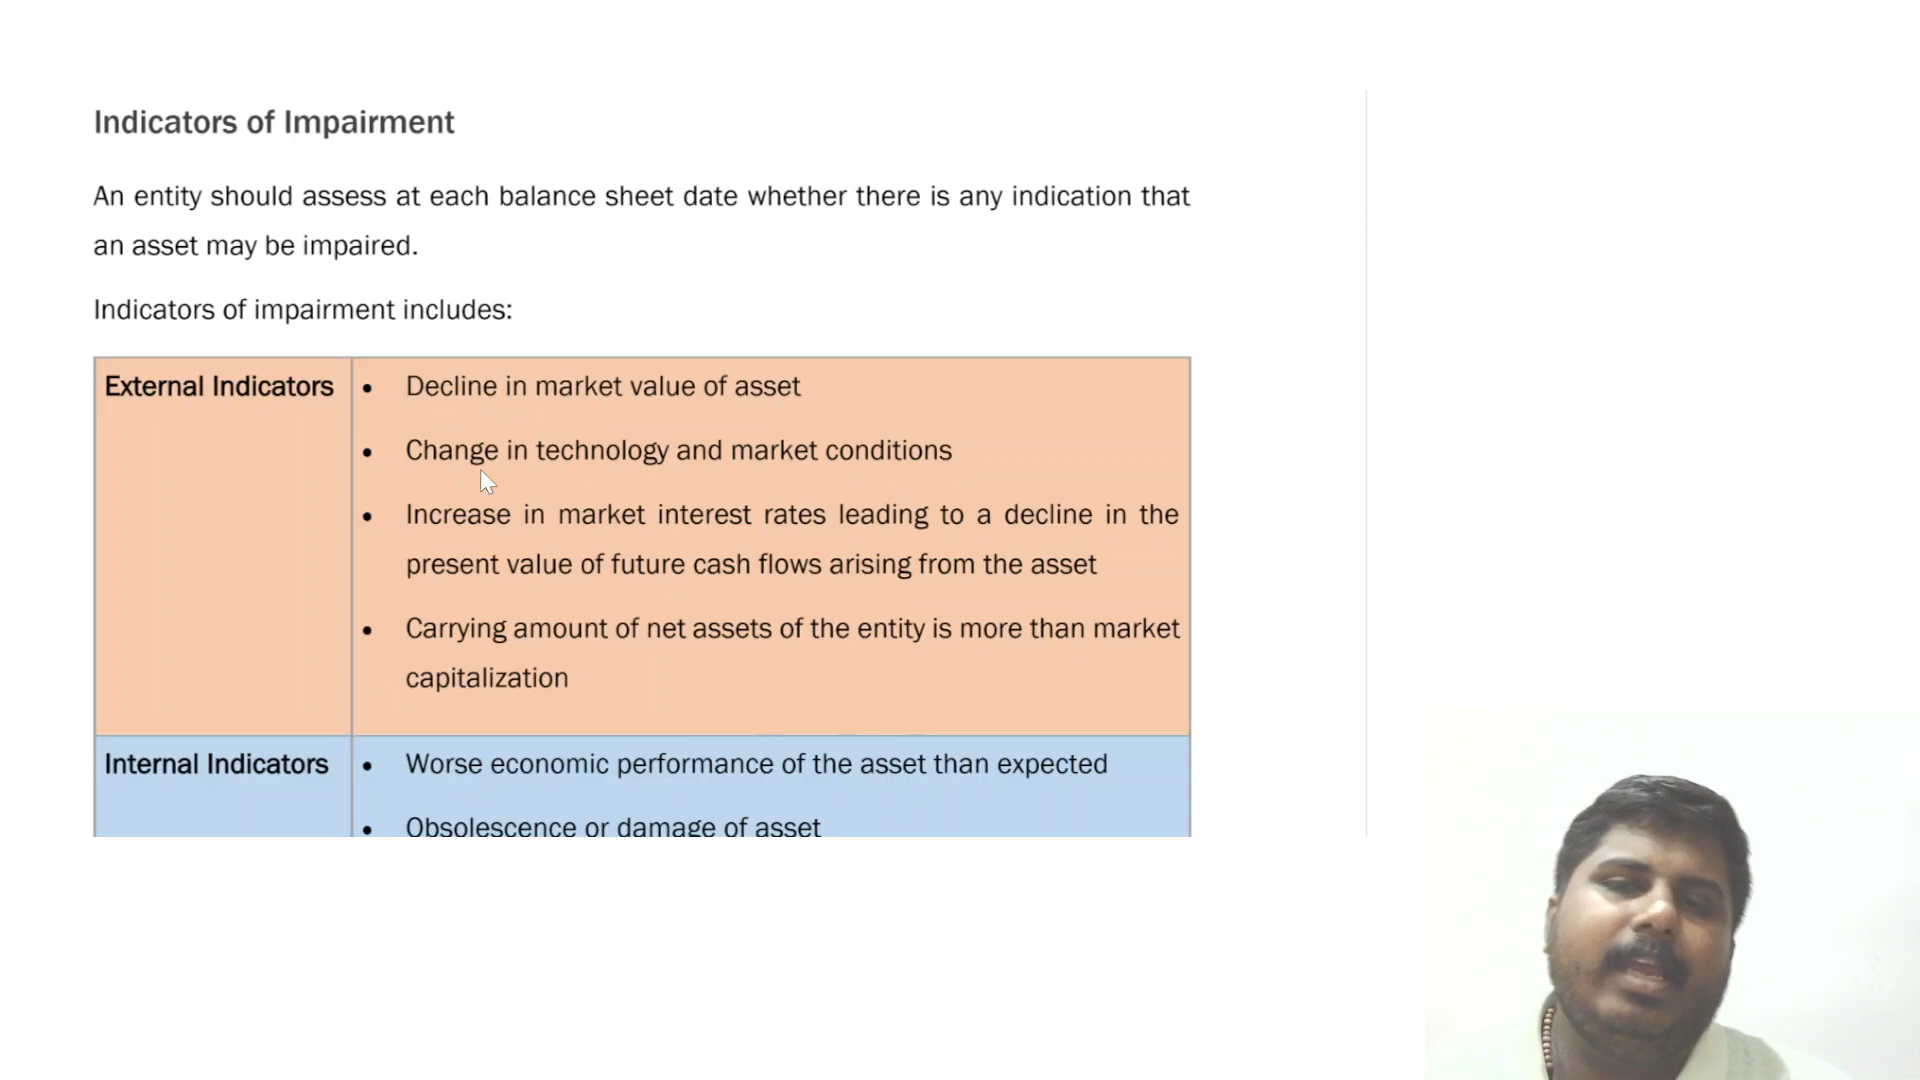 Indicators of Impairment
An entity should assess at each balance sheet date whether there is any indication that
an asset may be impaired.
Indicators of impairment includes:
External Indicators
• Decline in market value of asset
• Change in technology and market conditions
• Increase in market interest rates leading to a decline in the
present value of future cash flows arising from the asset
• Carrying amount of net assets of the entity is more than market
capitalization
Internal Indicators
• Worse economic performance of the asset than expected
• Obsolescence or damage of asset